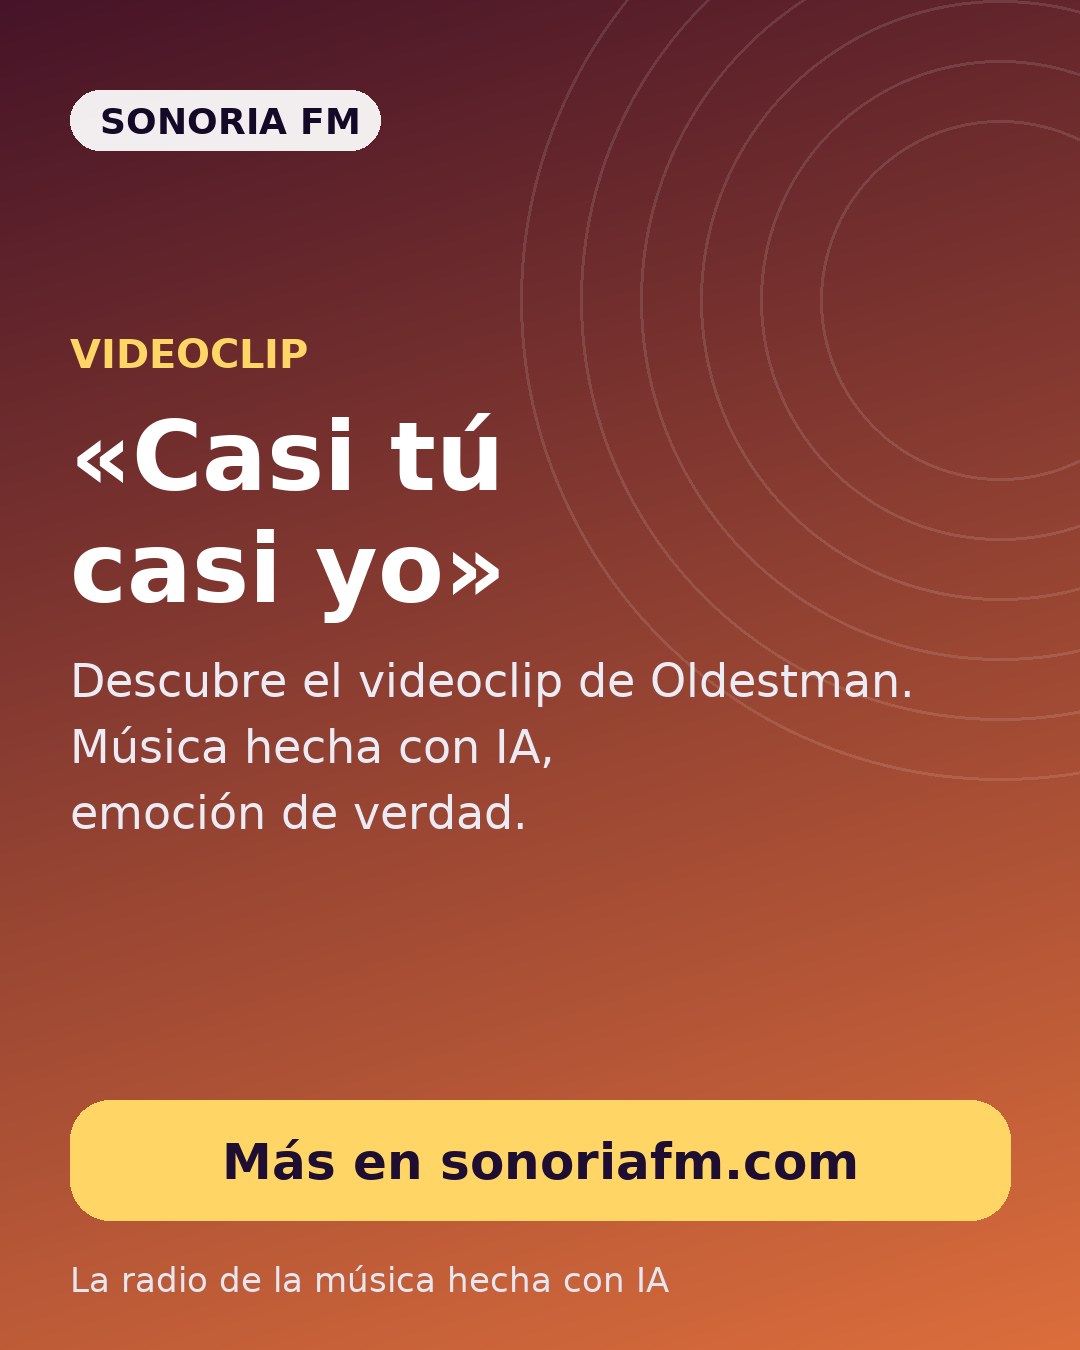 SONORIA FM
VIDEOCLIP
«Casi tú
casi yo»
Descubre el videoclip de Oldestman.
Música hecha con IA,
emoción de verdad.
Más en sonoriafm.com
La radio de la música hecha con IA